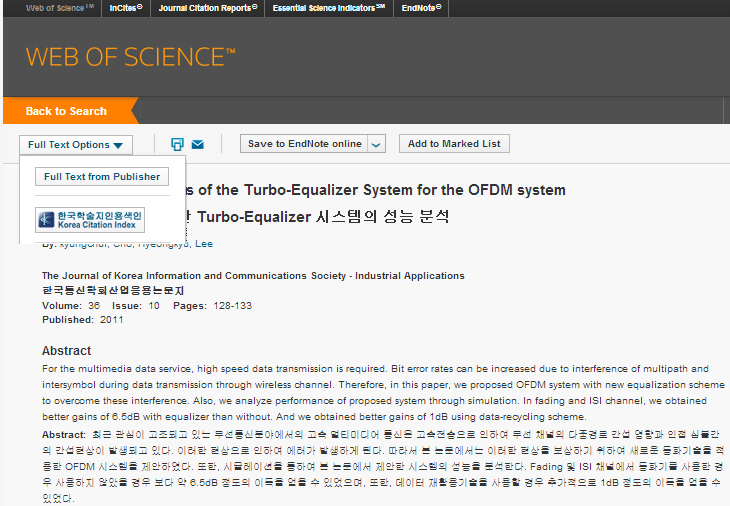 Web of Science™ InCites® Journal Citation Reports® Essential Science Indicators℠ EndNote®
WEB OF SCIENCE™
Back to Search
Full Text Options Save to EndNote online Add to Marked List
Full Text from Publisher
s of the Turbo-Equalizer System for the OFDM system
한국학술지인용색인
Korea Citation Index
Turbo-Equalizer 시스템의 성능 분석
By: Kyungchul, Cho, Hyeongkyu, Lee
The Journal of Korea Information and Communications Society - Industrial Applications
한국통신학회산업응용논문지
Volume: 36 Issue: 10 Pages: 128-133
Published: 2011
Abstract
For the multimedia data service, high speed data transmission is required. Bit error rates can be increased due to interference of multipath and
intersymbol during data transmission through wireless channel. Therefore, in this paper, we proposed OFDM system with new equalization scheme
to overcome these interference. Also, we analyze performance of proposed system through simulation. In fading and ISI channel, we obtained
better gains of 6.5dB with equalizer than without. And we obtained better gains of 1dB using data-recycling scheme.
Abstract: 최근 관심이 고조되고 있는 무선통신분야에서의 고속 멀티미디어 통신은 고속전송으로 인하여 무선 채널의 다중경로 간섭 영향과 인접 심볼간
의 간섭현상이 발생되고 있다. 이러한 현상으로 인하여 에러가 발생하게 된다. 따라서 본 논문에서는 이러한 현상을 보상하기 위하여 새로운 등화기술을 적
용한 OFDM 시스템을 제안하였다. 또한, 시뮬레이션을 통하여 본 논문에서 제안한 시스템의 성능을 분석한다. Fading 및 ISI 채널에서 등화기를 사용한 경
우 사용하지 않았을 경우 보다 약 6.5dB 정도의 이득을 얻을 수 있었으며, 또한, 데이터 재활용기술을 사용할 경우 추가적으로 1dB 정도의 이득을 얻을 수
있었다.